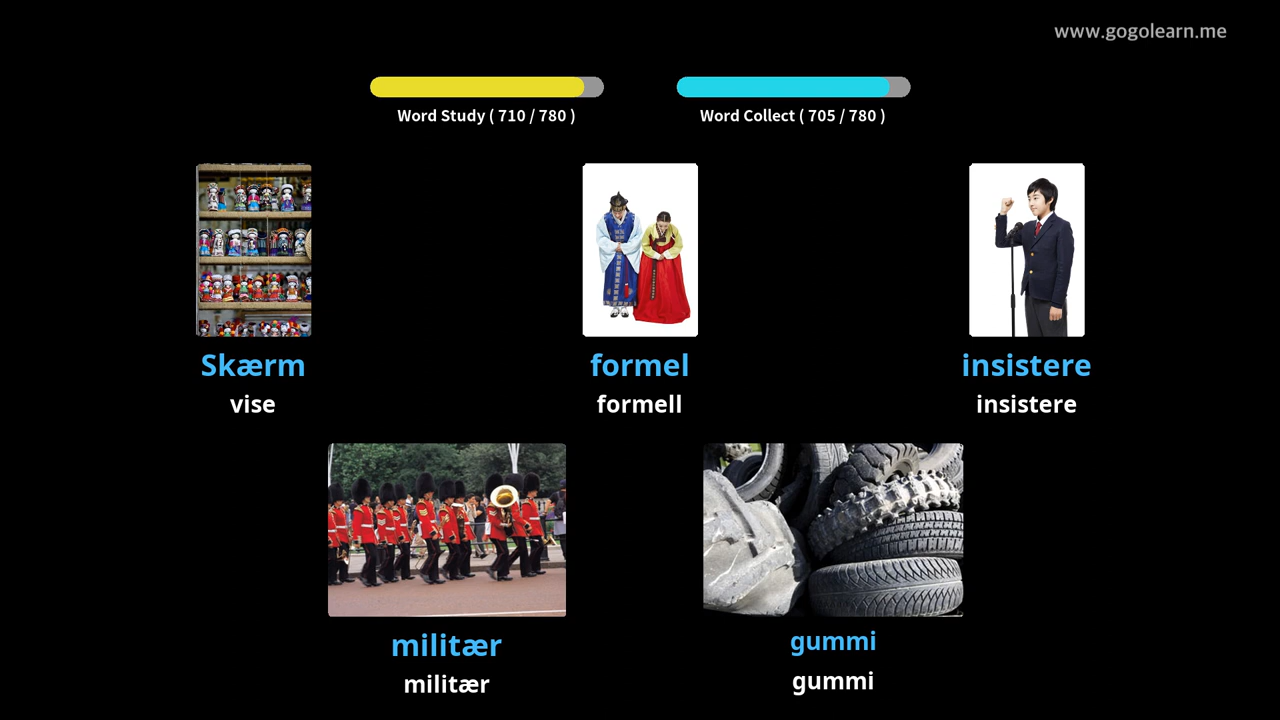 www.gogolearn.me
Word Study ( 710 / 780 )
Word Collect ( 705 / 780 )
Skærm
vise
formel
formell
insistere
insistere
militær
militær
gummi
gummi